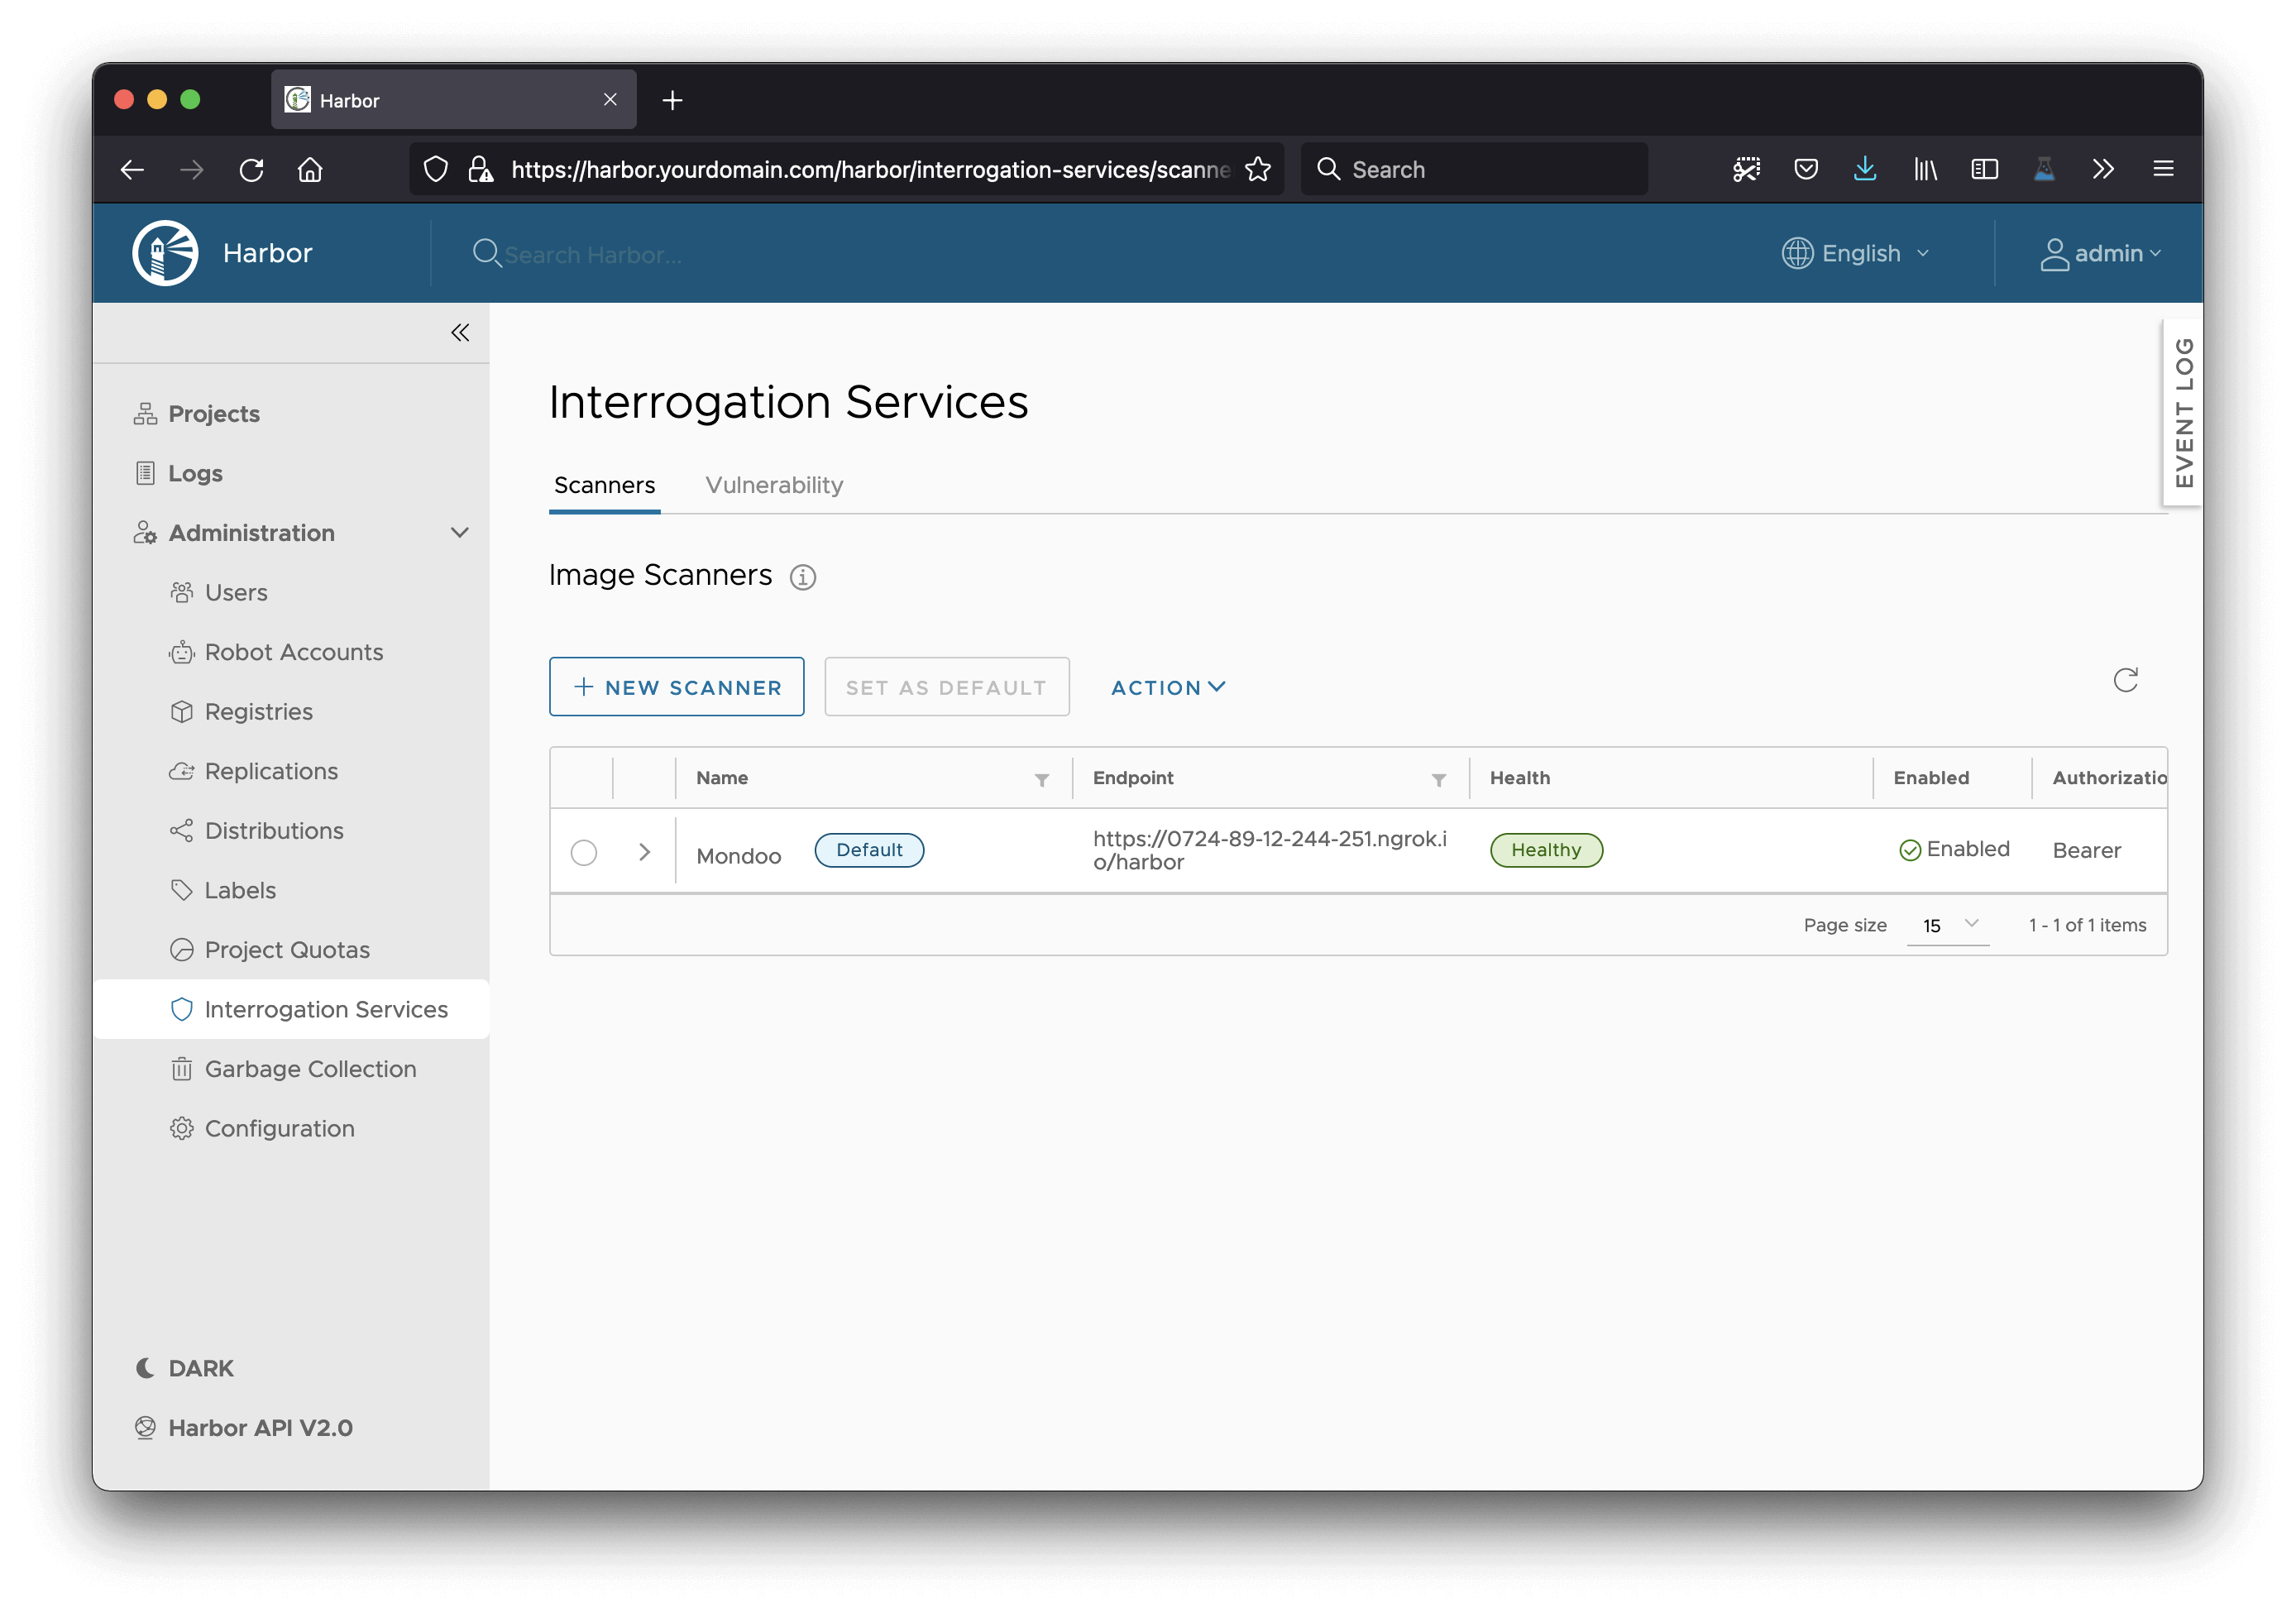 Harbor
https://harbor.yourdomain.com/harbor/interrogation-services/scanne
Search
Harbor
Search Harbor...
English
admin
EVENT LOG
Projects
Logs
Administration
Users
Robot Accounts
Registries
Replications
Distributions
Labels
Project Quotas
Interrogation Services
Garbage Collection
Configuration
DARK
Harbor API V2.0
Interrogation Services
Scanners Vulnerability
Image Scanners
NEW SCANNER SET AS DEFAULT ACTION
Name Endpoint Health Enabled Authorizatio
Mondoo Default https://0724-89-12-244-251.ngrok.i Healthy Enabled Bearer
o/harbor
Page size 15 1 - 1 of 1 items